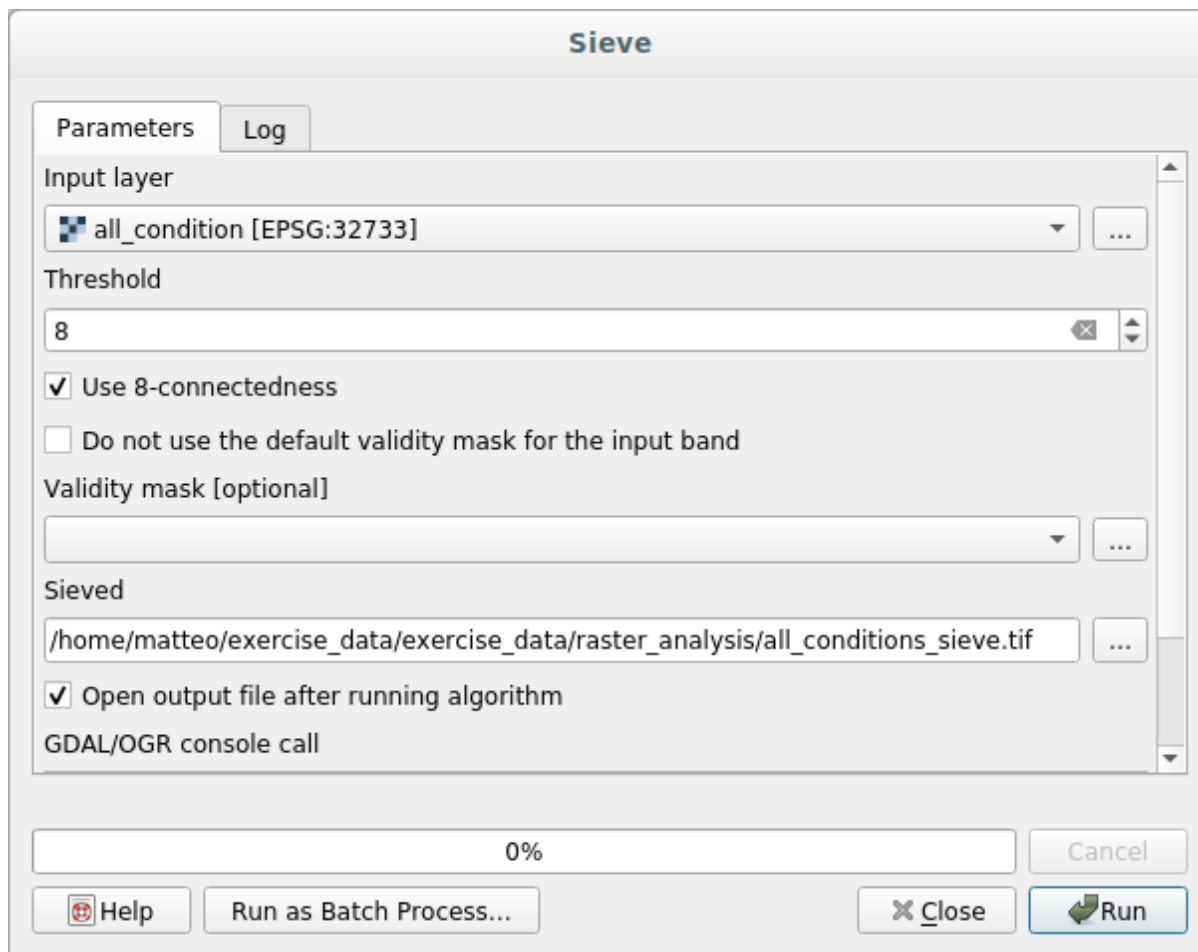 Sieve
Parameters
Log
Input layer
all_condition [EPSG:32733]
...
Threshold
8
Use 8-connectedness
Do not use the default validity mask for the input band
Validity mask [optional]
...
Sieved
/home/matteo/exercise_data/exercise_data/raster_analysis/all_conditions_sieve.tif
...
Open output file after running algorithm
GDAL/OGR console call
0%
Cancel
Help
Run as Batch Process...
Close
Run